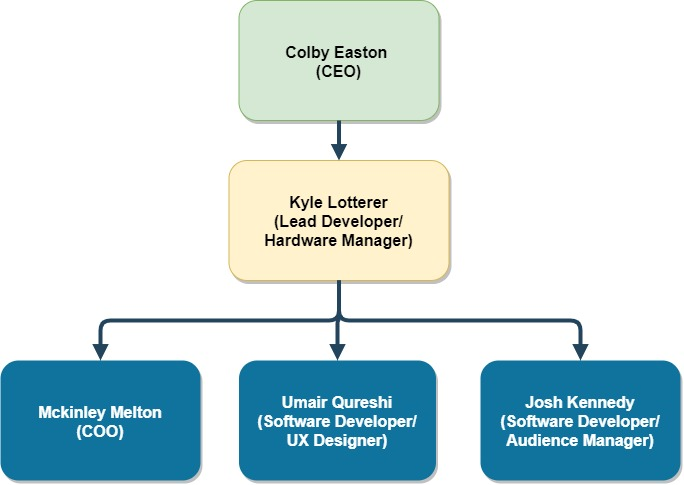 Colby Easton
(CEO)
Kyle Lotterer
(Lead Developer/
Hardware Manager)
Mckinley Melton
(COO)
Umair Qureshi
(Software Developer/
UX Designer)
Josh Kennedy
(Software Developer/
Audience Manager)